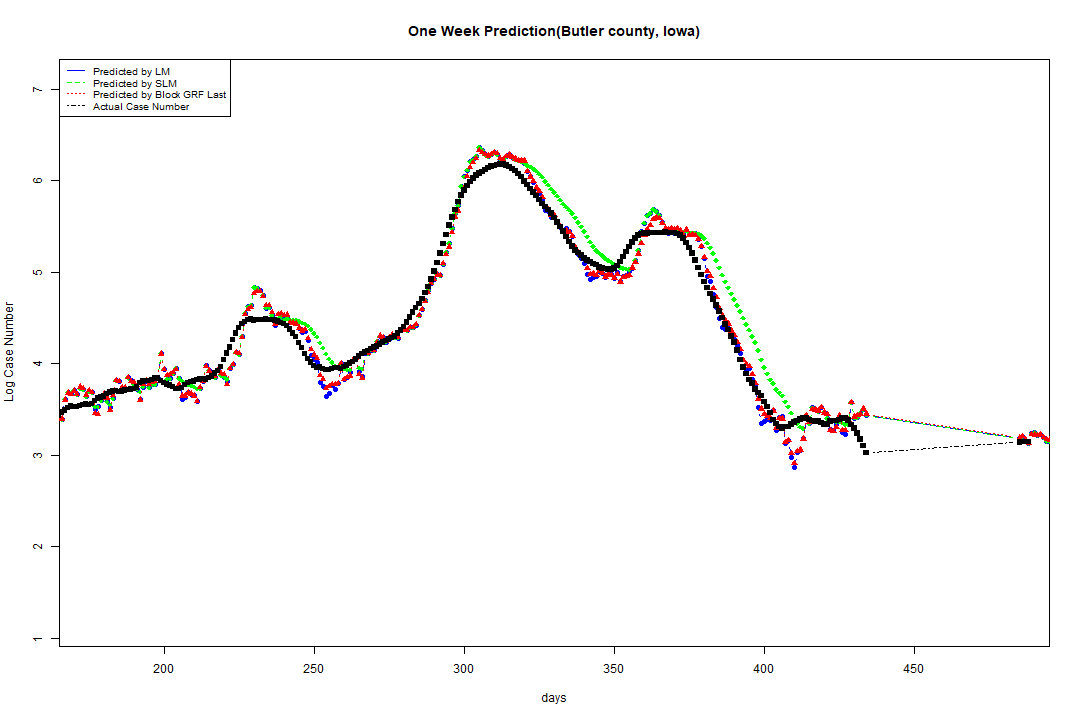 One Week Prediction(Butler county, Iowa)
Predicted by LM
Predicted by SLM
Predicted by Block GRF Last
Actual Case Number
7
6
5
4
3
2
1
Log Case Number
200 250 300 350 400 450
days